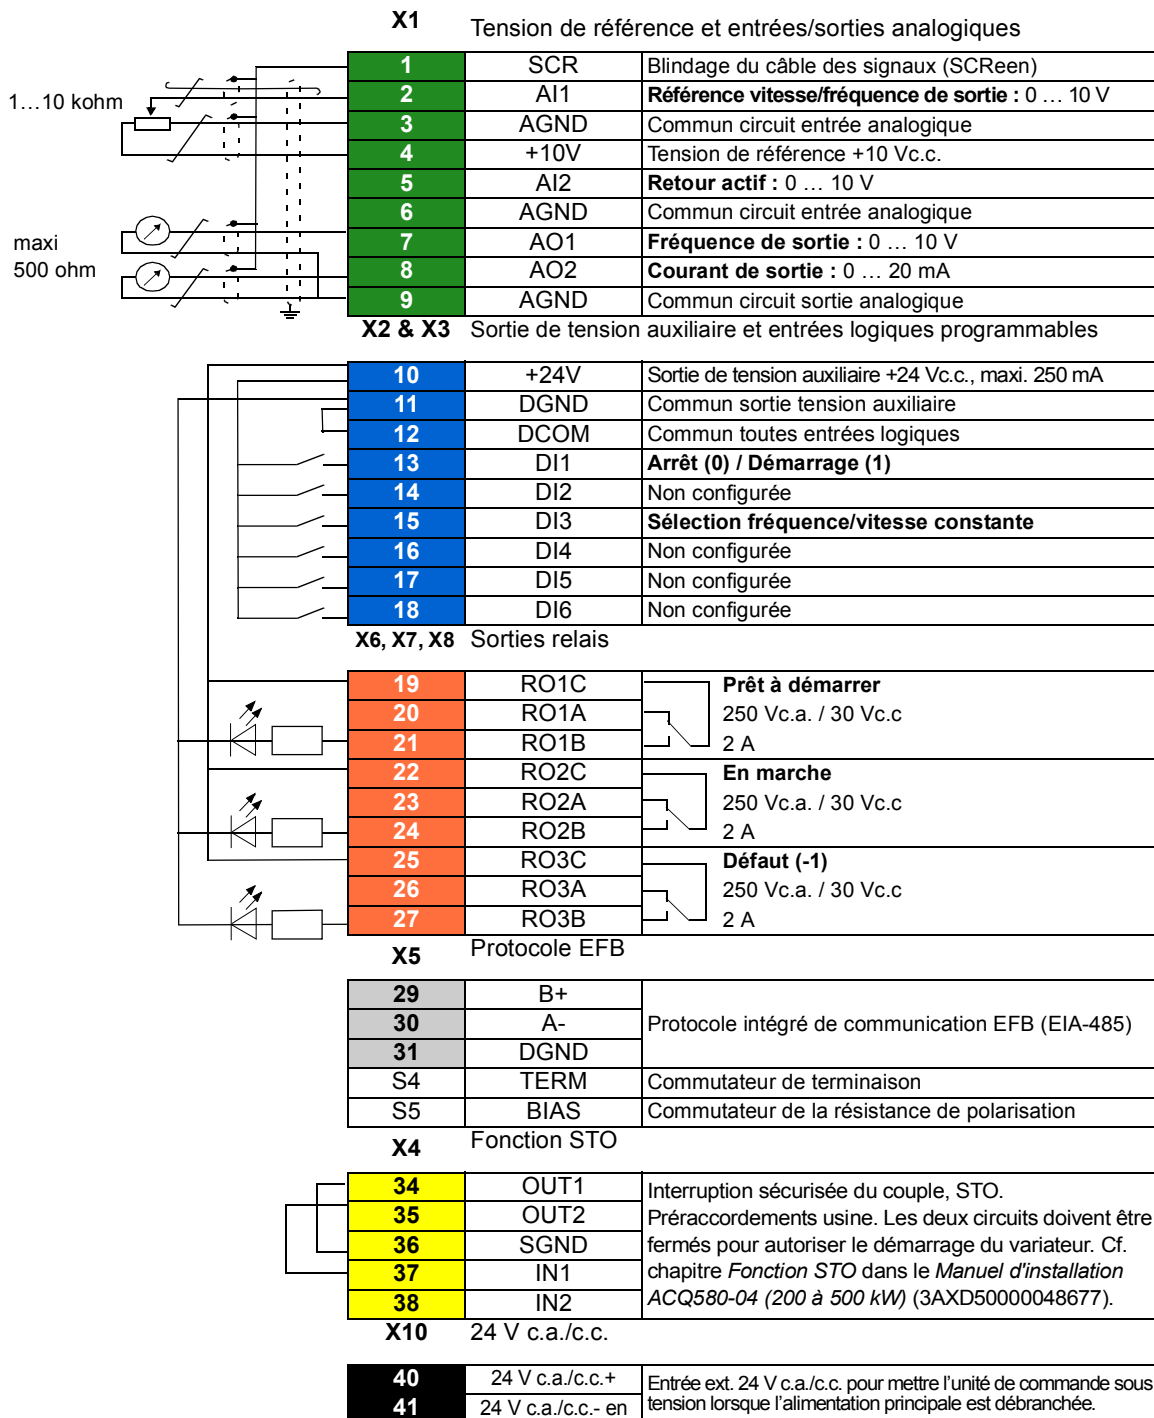 X1 Tension de référence et entrées/sorties analogiques
1 SCR Blindage du câble des signaux (SCReen)
1…10 kohm
2 AI1 Référence vitesse/fréquence de sortie : 0 … 10 V
3 AGND Commun circuit entrée analogique
4 +10V Tension de référence +10 Vc.c.
5 AI2 Retour actif : 0 … 10 V
6 AGND Commun circuit entrée analogique
maxi
500 ohm
7 AO1 Fréquence de sortie : 0 … 10 V
8 AO2 Courant de sortie : 0 … 20 mA
9 AGND Commun circuit sortie analogique
X2 & X3 Sortie de tension auxiliaire et entrées logiques programmables
10 +24V Sortie de tension auxiliaire +24 Vc.c., maxi. 250 mA
11 DGND Commun sortie tension auxiliaire
12 DCOM Commun toutes entrées logiques
13 DI1 Arrêt (0) / Démarrage (1)
14 DI2 Non configurée
15 DI3 Sélection fréquence/vitesse constante
16 DI4 Non configurée
17 DI5 Non configurée
18 DI6 Non configurée
X6, X7, X8 Sorties relais
19 RO1C Prêt à démarrer
20 RO1A 250 Vc.a. / 30 Vc.c
21 RO1B 2 A
22 RO2C En marche
23 RO2A 250 Vc.a. / 30 Vc.c
24 RO2B 2 A
25 RO3C Défaut (-1)
26 RO3A 250 Vc.a. / 30 Vc.c
27 RO3B 2 A
X5 Protocole EFB
29 B+
30 A- Protocole intégré de communication EFB (EIA-485)
31 DGND
S4 TERM Commutateur de terminaison
S5 BIAS Commutateur de la résistance de polarisation
X4 Fonction STO
34 OUT1 Interruption sécurisée du couple, STO.
35 OUT2 Préraccordements usine. Les deux circuits doivent être
36 SGND fermés pour autoriser le démarrage du variateur. Cf.
37 IN1 chapitre Fonction STO dans le Manuel d'installation
38 IN2 ACQ580-04 (200 à 500 kW) (3AXD50000048677).
X10 24 V c.a./c.c.
40 24 V c.a./c.c.+ Entrée ext. 24 V c.a./c.c. pour mettre l’unité de commande sous
41 24 V c.a./c.c.- en tension lorsque l’alimentation principale est débranchée.